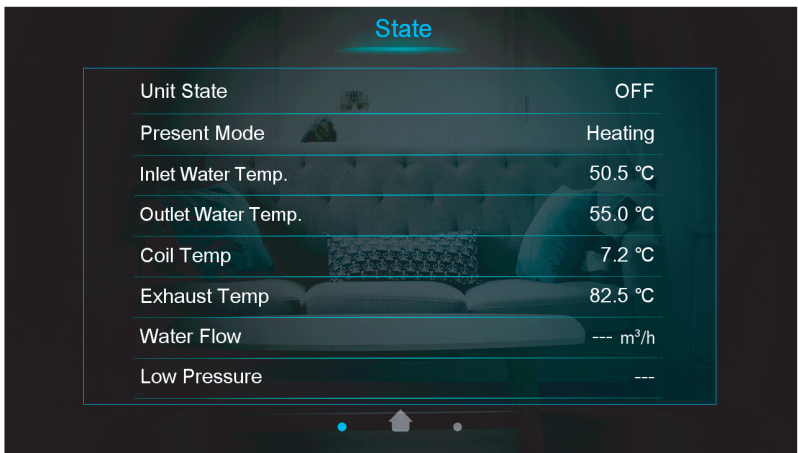 State
Unit State OFF
Present Mode Heating
Inlet Water Temp. 50.5 ℃
Outlet Water Temp. 55.0 ℃
Coil Temp 7.2 ℃
Exhaust Temp 82.5 ℃
Water Flow --- m³/h
Low Pressure ---